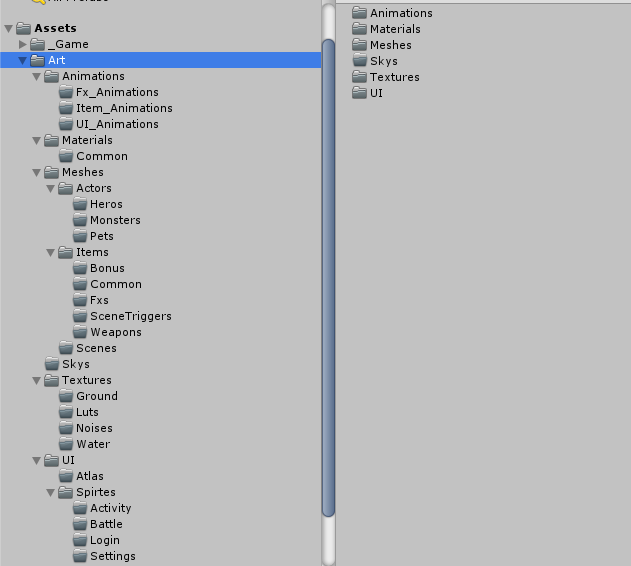 Assets
_Game
Art
Animations
Fx_Animations
Item_Animations
UI_Animations
Materials
Common
Meshes
Actors
Heros
Monsters
Pets
Items
Bonus
Common
Fxs
SceneTriggers
Weapons
Scenes
Skys
Textures
Ground
Luts
Noises
Water
UI
Atlas
Spirtes
Activity
Battle
Login
Settings
Animations
Materials
Meshes
Skys
Textures
UI